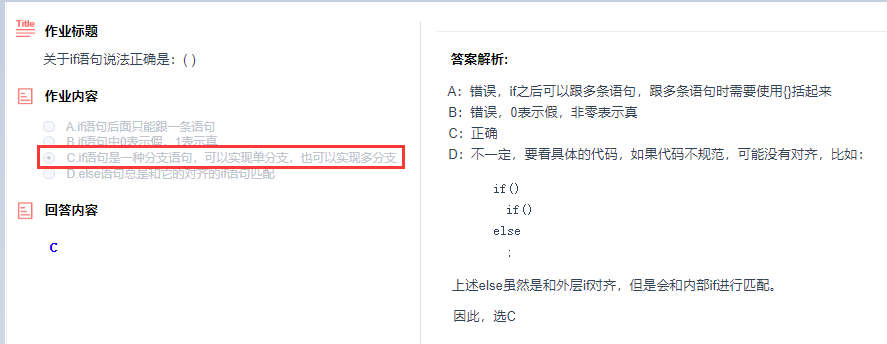 Title
作业标题
关于if语句说法正确是：( )
作业内容
A.if语句后面只能跟一条语句
B.if语句中0表示假，1表示真
C.if语句是一种分支语句，可以实现单分支，也可以实现多分支
D.else语句总是和它的对齐的if语句匹配
回答内容
C
答案解析：
A：错误，if之后可以跟多条语句，跟多条语句时需要使用{}括起来
B：错误，0表示假，非零表示真
C：正确
D：不一定，要看具体的代码，如果代码不规范，可能没有对齐，比如：
if()
if()
else
;
上述else虽然是和外层if对齐，但是会和内部if进行匹配。
因此，选C